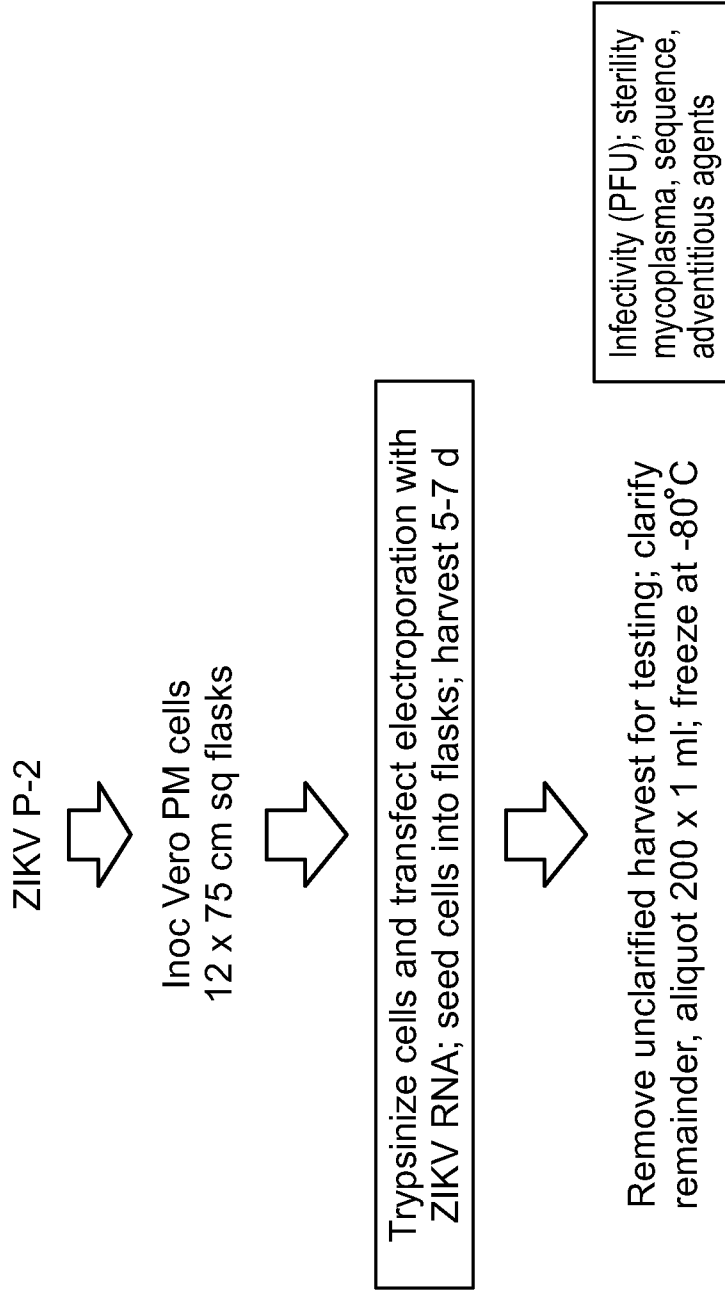 ZIKV P-2
Inoc Vero PM cells
12 x 75 cm sq flasks
Trypsinize cells and transfect electroporation with
ZIKV RNA; seed cells into flasks; harvest 5-7 d
Remove unclarified harvest for testing; clarify
remainder, aliquot 200 x 1 ml; freeze at -80°C
Infectivity (PFU); sterility
mycoplasma, sequence,
adventitious agents